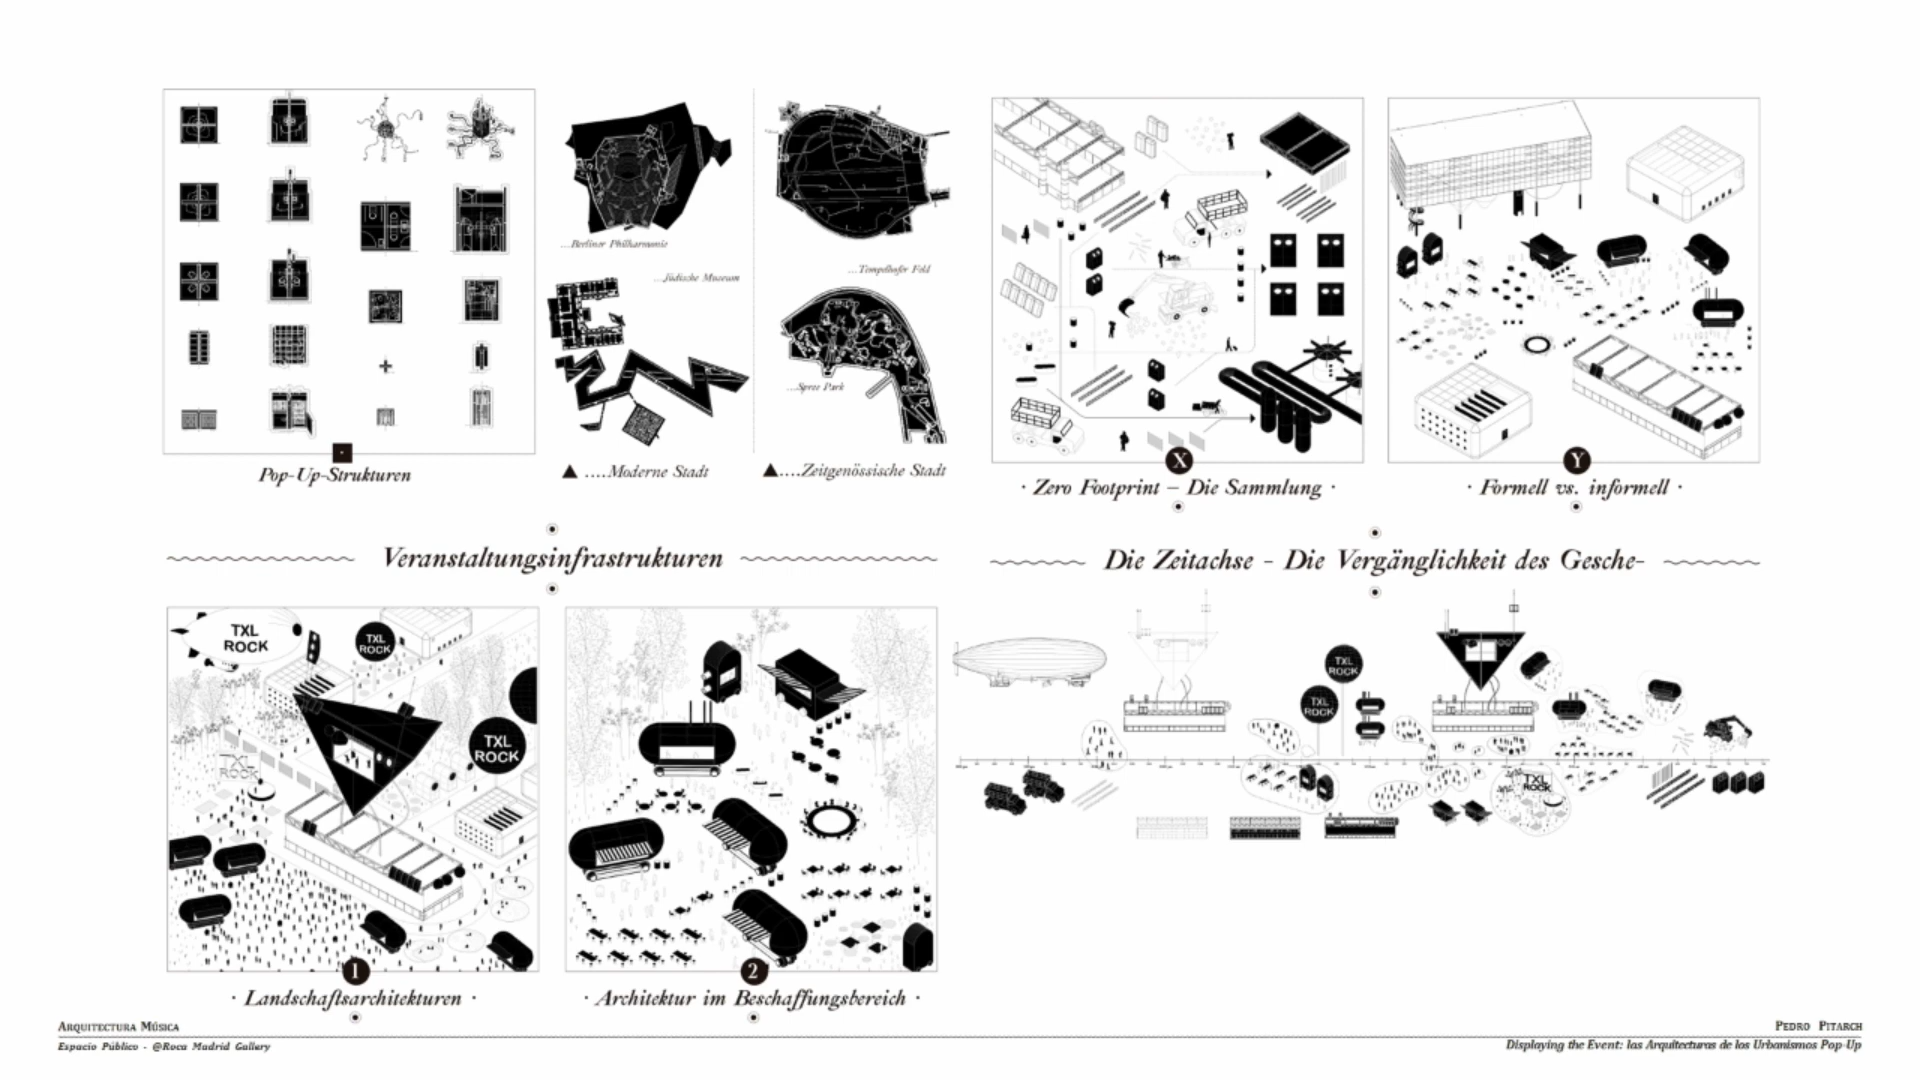 ...Berliner Philharmonie
...Jüdische Museum
...Tempelhofer Feld
...Spree Park
Pop-Up-Strukturen
....Moderne Stadt
....Zeitgenössische Stadt
X
· Zero Footprint – Die Sammlung ·
Y
· Formell vs. informell ·
Veranstaltungsinfrastrukturen
Die Zeitachse - Die Vergänglichkeit des Gesche-
TXL
ROCK
TXL
ROCK
TXL
ROCK
TXL
ROCK
1
· Landschaftsarchitekturen ·
2
· Architektur im Beschaffungsbereich ·
TXL
ROCK
TXL
ROCK
TXL
ROCK
Arquitectura Música
Espacio Público - @Roca Madrid Gallery
Pedro Pitarch
Displaying the Event: las Arquitecturas de los Urbanismos Pop-Up